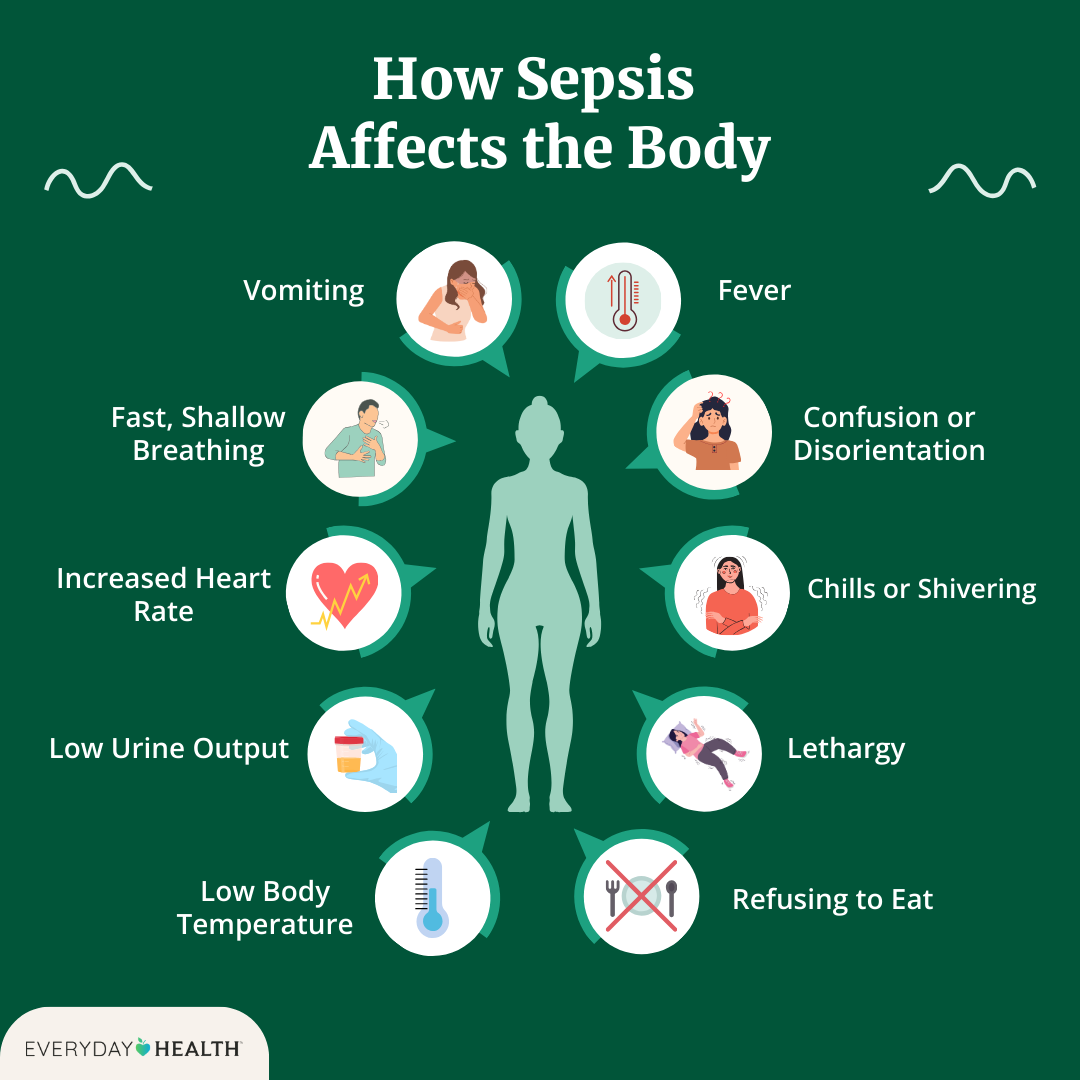 How Sepsis
Affects the Body
Vomiting
Fever
Fast, Shallow
Breathing
Confusion or
Disorientation
Increased Heart
Rate
Chills or Shivering
Low Urine Output
Lethargy
Low Body
Temperature
Refusing to Eat
EVERYDAY HEALTH